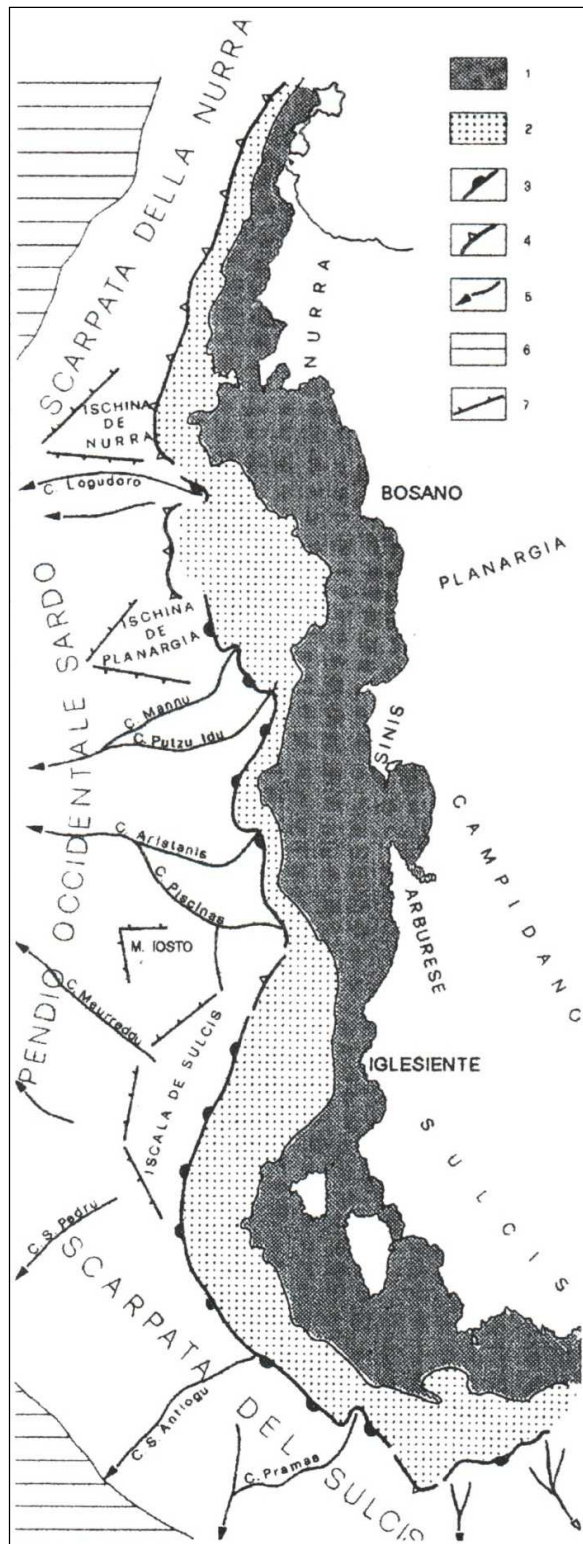 1
2
3
4
5
6
7
SCARPATA DELLA NURRA
NURRA
ISCHINA
DE
NURRA
C. Logudoro
BOSANO
PLANARGIA
ISCHINA
DE
PLANARGIA
PENDIO OCCIDENTALE SARDO
C. Mannu
C. Putzu Idu
SINIS
CAMPIDANO
C. Aristanis
C. Piscinas
ARBURESE
M. IOSTO
C. Meurreddu
ISCALA DE SULCIS
IGLESIENTE
SULCIS
C. S. Pedru
SCARPATA DEL SULCIS
C. S. Antiogu
C. Pramas